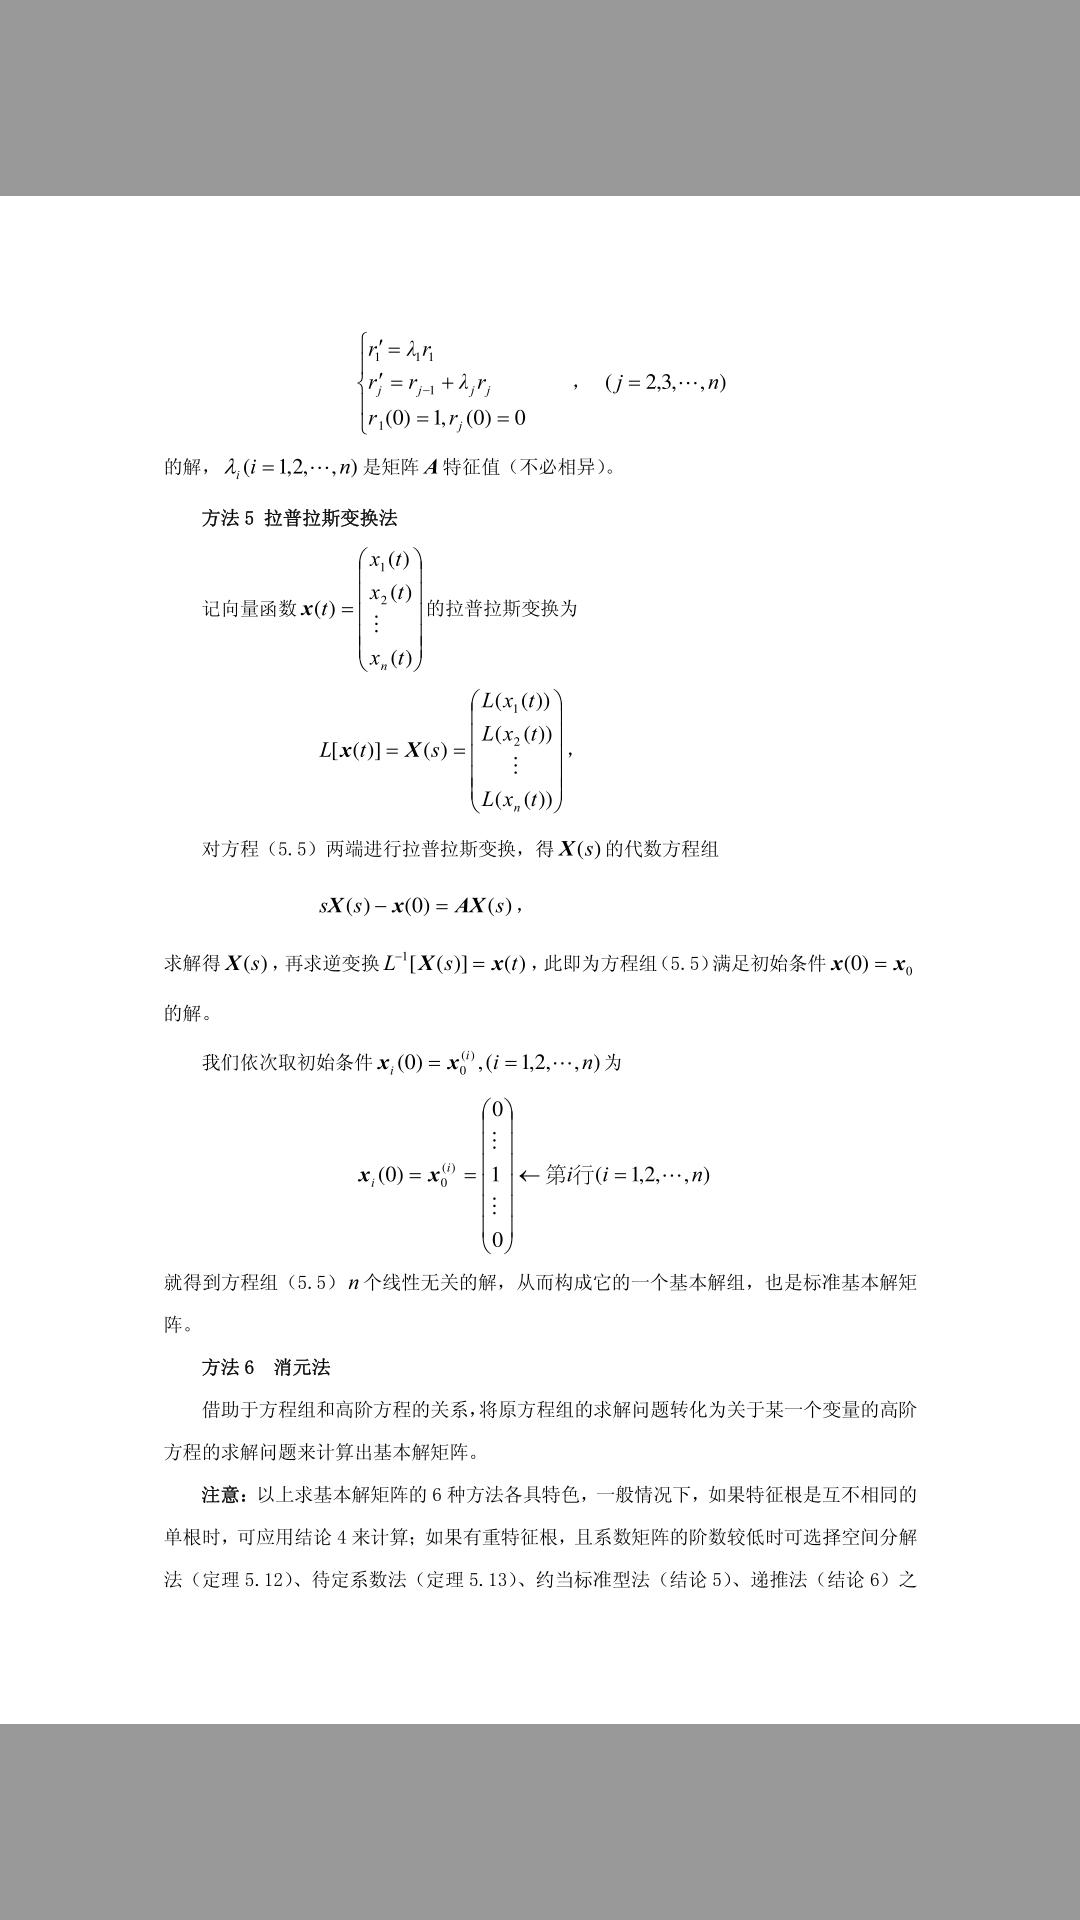 r₁′ = λ₁r₁
r′ⱼ = rⱼ₋₁ + λⱼrⱼ ， ( j = 2,3,⋯,n)
r₁(0) = 1, rⱼ(0) = 0
的解，λᵢ(i = 1,2,⋯,n) 是矩阵 A 特征值（不必相异）。
方法 5 拉普拉斯变换法
x₁(t)
x₂(t)
记向量函数 x(t) = 的拉普拉斯变换为
⋮
xₙ(t)
L(x₁(t))
L(x₂(t))
L[x(t)] = X(s) = ，
⋮
L(xₙ(t))
对方程（5.5）两端进行拉普拉斯变换，得 X(s) 的代数方程组
sX(s) − x(0) = AX(s)，
求解得 X(s)，再求逆变换 L⁻¹[X(s)] = x(t)，此即为方程组（5.5）满足初始条件 x(0) = x₀
的解。
我们依次取初始条件 xᵢ(0) = x₀⁽ⁱ⁾,(i = 1,2,⋯,n) 为
0
⋮
xᵢ(0) = x₀⁽ⁱ⁾ = 1 ← 第i行(i = 1,2,⋯,n)
⋮
0
就得到方程组（5.5） n 个线性无关的解，从而构成它的一个基本解组，也是标准基本解矩
阵。
方法 6 消元法
借助于方程组和高阶方程的关系，将原方程组的求解问题转化为关于某一个变量的高阶
方程的求解问题来计算出基本解矩阵。
注意：以上求基本解矩阵的 6 种方法各具特色，一般情况下，如果特征根是互不相同的
单根时，可应用结论 4 来计算；如果有重特征根，且系数矩阵的阶数较低时可选择空间分解
法（定理 5.12）、待定系数法（定理 5.13）、约当标准型法（结论 5）、递推法（结论 6）之